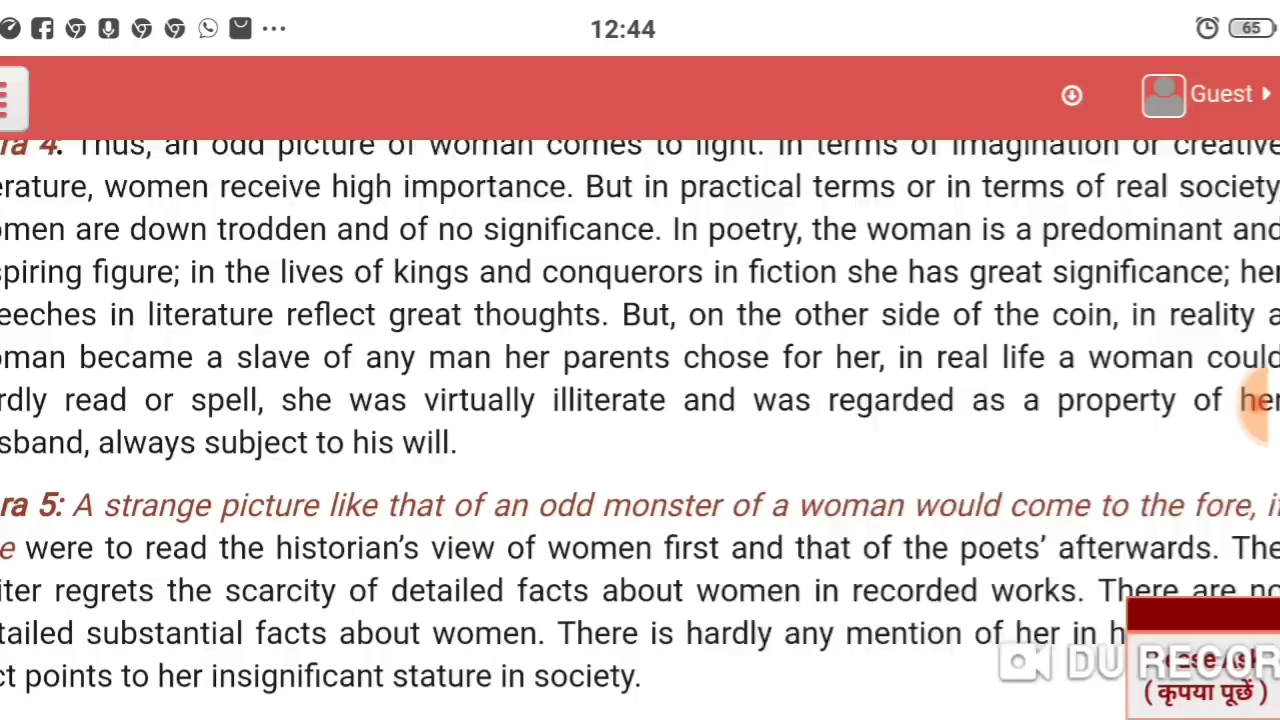 12:44
65
Guest
ra 4. Thus, an odd picture of woman comes to light. In terms of imagination or creative
erature, women receive high importance. But in practical terms or in terms of real society,
omen are down trodden and of no significance. In poetry, the woman is a predominant and
spiring figure; in the lives of kings and conquerors in fiction she has great significance; her
eeches in literature reflect great thoughts. But, on the other side of the coin, in reality a
oman became a slave of any man her parents chose for her, in real life a woman could
rdly read or spell, she was virtually illiterate and was regarded as a property of her
sband, always subject to his will.
ra 5: A strange picture like that of an odd monster of a woman would come to the fore, if
e were to read the historian's view of women first and that of the poets' afterwards. The
iter regrets the scarcity of detailed facts about women in recorded works. There are no
tailed substantial facts about women. There is hardly any mention of her in h
ct points to her insignificant stature in society.
DU RECOR
Ask
( कृपया पूछें )